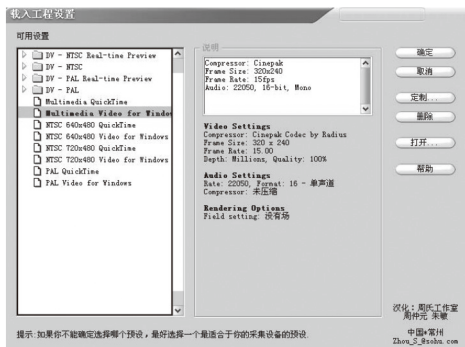 载入工程设置
可用设置
DV - NTSC Real-time Preview
DV - NTSC
DV - PAL Real-time Preview
DV - PAL
Multimedia QuickTime
Multimedia Video for Window
NTSC 640x480 QuickTime
NTSC 640x480 Video for Windows
NTSC 720x480 QuickTime
NTSC 720x480 Video for Windows
PAL QuickTime
PAL Video for Windows
说明
Compressor: Cinepak
Frame Size: 320x240
Frame Rate: 15fps
Audio: 22050, 16-bit, Mono
Video Settings
Compressor: Cinepak Codec by Radius
Frame Size: 320 x 240
Frame Rate: 15.00
Depth: Millions, Quality: 100%
Audio Settings
Rate: 22050, Format: 16 - 单声道
Compressor: 未压缩
Rendering Options
Field setting: 没有场
确定
取消
定制...
删除
打开...
帮助
汉化：周氏工作室
周仲元 朱敏
中国*常州
Zhou_S_@sohu.com
提示:如果你不能确定选择哪个预设，最好选择一个最适合于你的采集设备的预设.